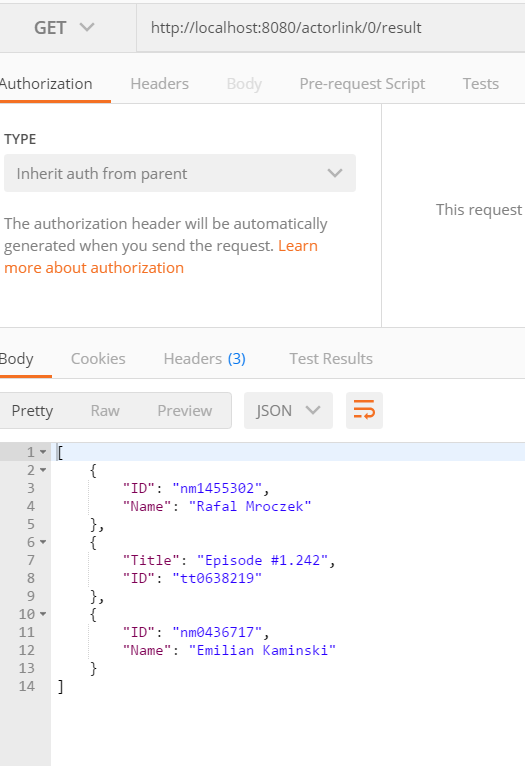 GET http://localhost:8080/actorlink/0/result
Authorization Headers Body Pre-request Script Tests
TYPE
Inherit auth from parent
This request
The authorization header will be automatically
generated when you send the request. Learn
more about authorization
Body Cookies Headers (3) Test Results
Pretty Raw Preview JSON
1 [
2 {
3 "ID": "nm1455302",
4 "Name": "Rafal Mroczek"
5 },
6 {
7 "Title": "Episode #1.242",
8 "ID": "tt0638219"
9 },
10 {
11 "ID": "nm0436717",
12 "Name": "Emilian Kaminski"
13 }
14 ]